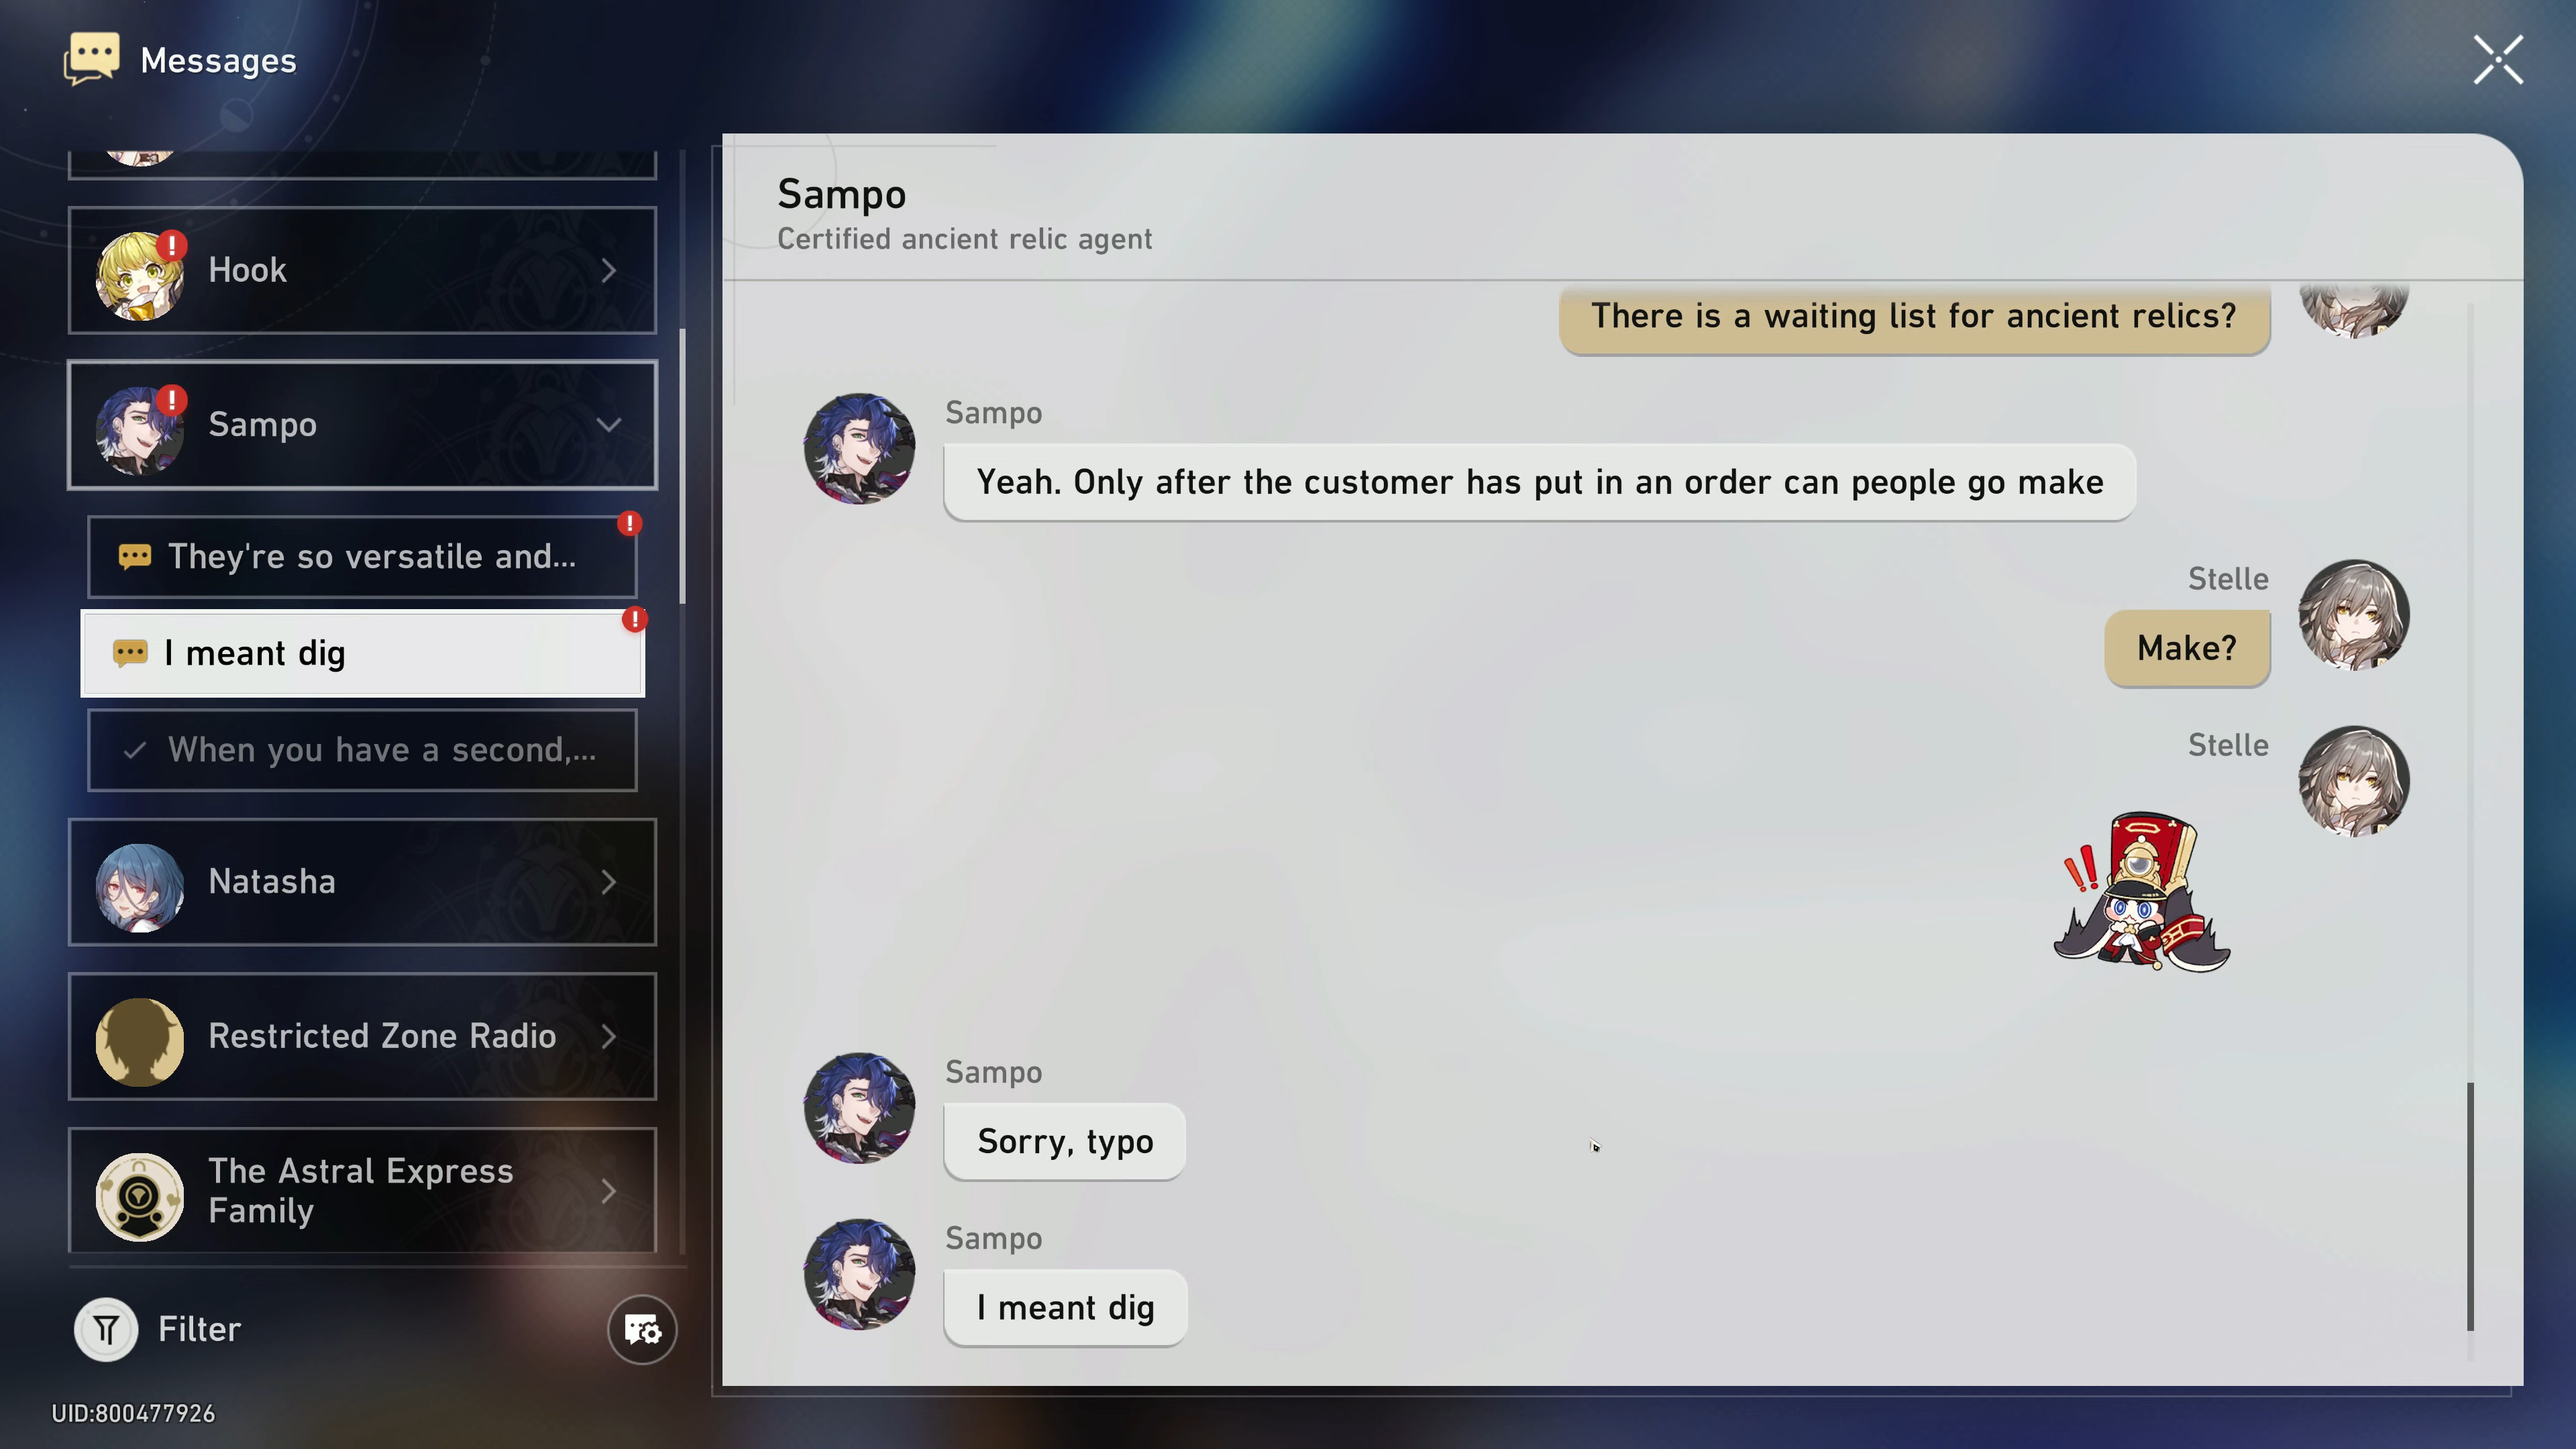 Messages
Hook
Sampo
They're so versatile and...
I meant dig
When you have a second,...
Natasha
Restricted Zone Radio
The Astral Express
Family
Filter
UID:800477926
Sampo
Certified ancient relic agent
There is a waiting list for ancient relics?
Sampo
Yeah. Only after the customer has put in an order can people go make
Stelle
Make?
Stelle
Sampo
Sorry, typo
Sampo
I meant dig